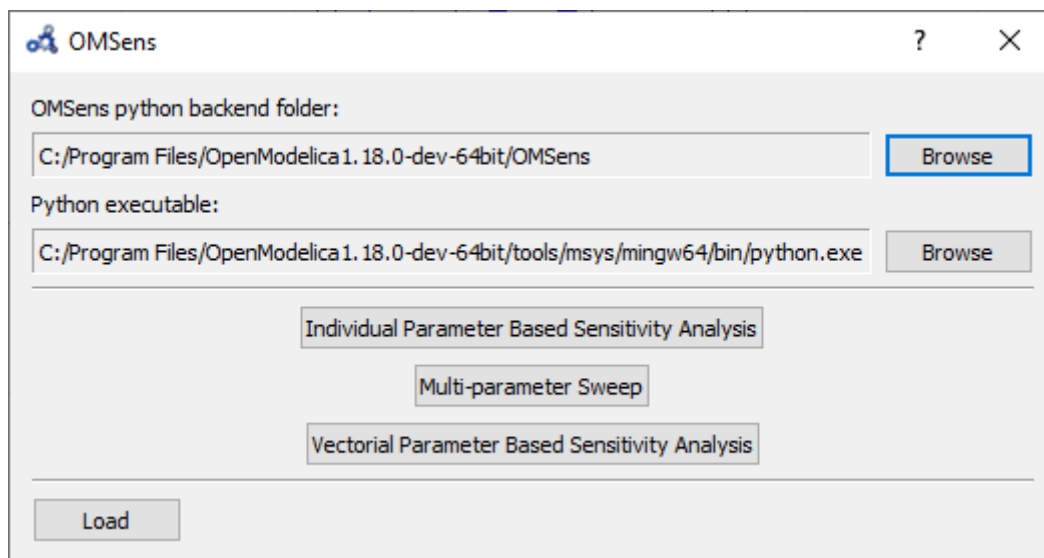 OMSens
OMSens python backend folder:
C:/Program Files/OpenModelica1.18.0-dev-64bit/OMSens Browse
Python executable:
C:/Program Files/OpenModelica1.18.0-dev-64bit/tools/msys/mingw64/bin/python.exe Browse
Individual Parameter Based Sensitivity Analysis
Multi-parameter Sweep
Vectorial Parameter Based Sensitivity Analysis
Load